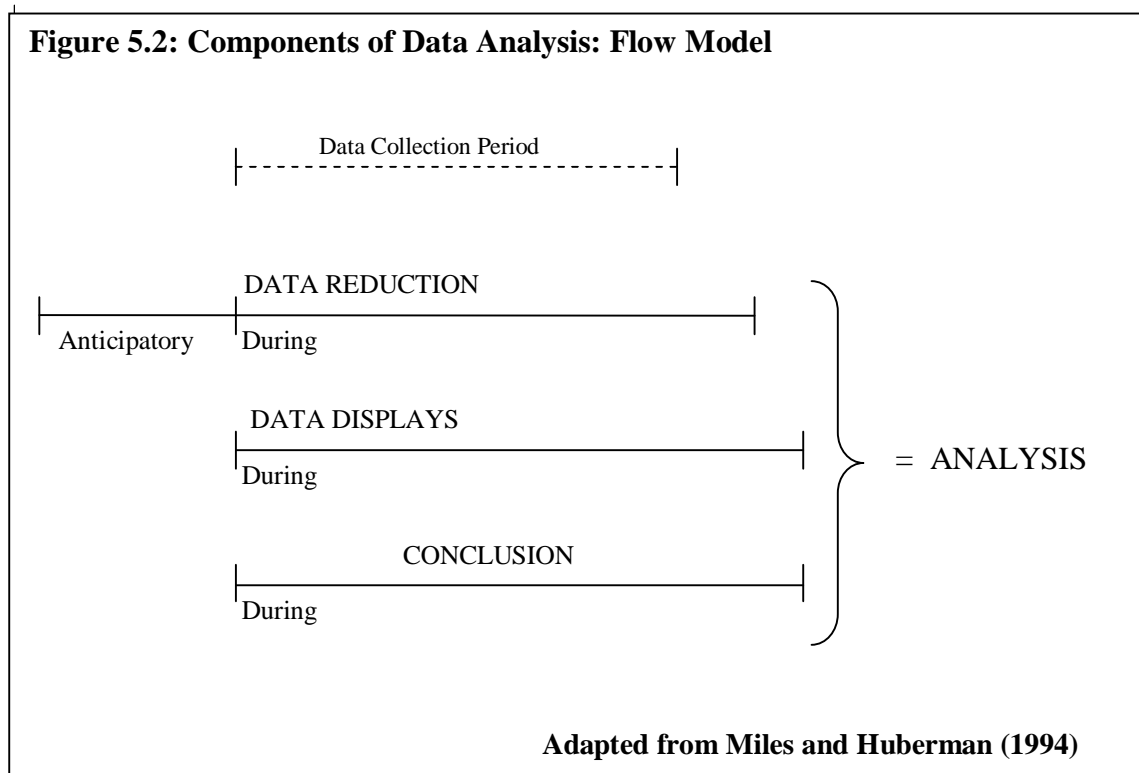 Figure 5.2: Components of Data Analysis: Flow Model
Data Collection Period
DATA REDUCTION
Anticipatory During
DATA DISPLAYS
During
= ANALYSIS
CONCLUSION
During
Adapted from Miles and Huberman (1994)